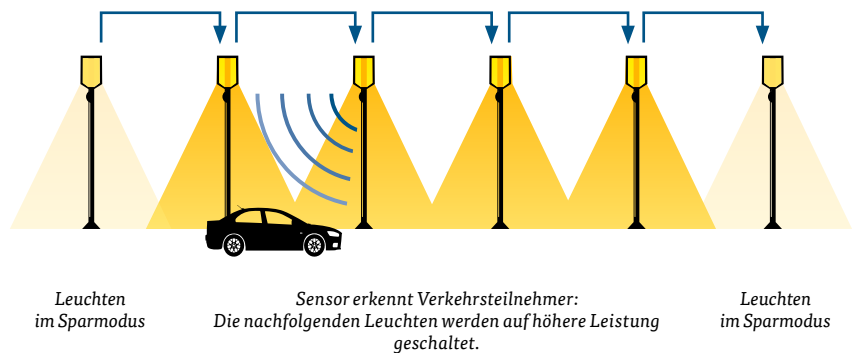 Leuchten
im Sparmodus
Sensor erkennt Verkehrsteilnehmer:
Die nachfolgenden Leuchten werden auf höhere Leistung
geschaltet.
Leuchten
im Sparmodus